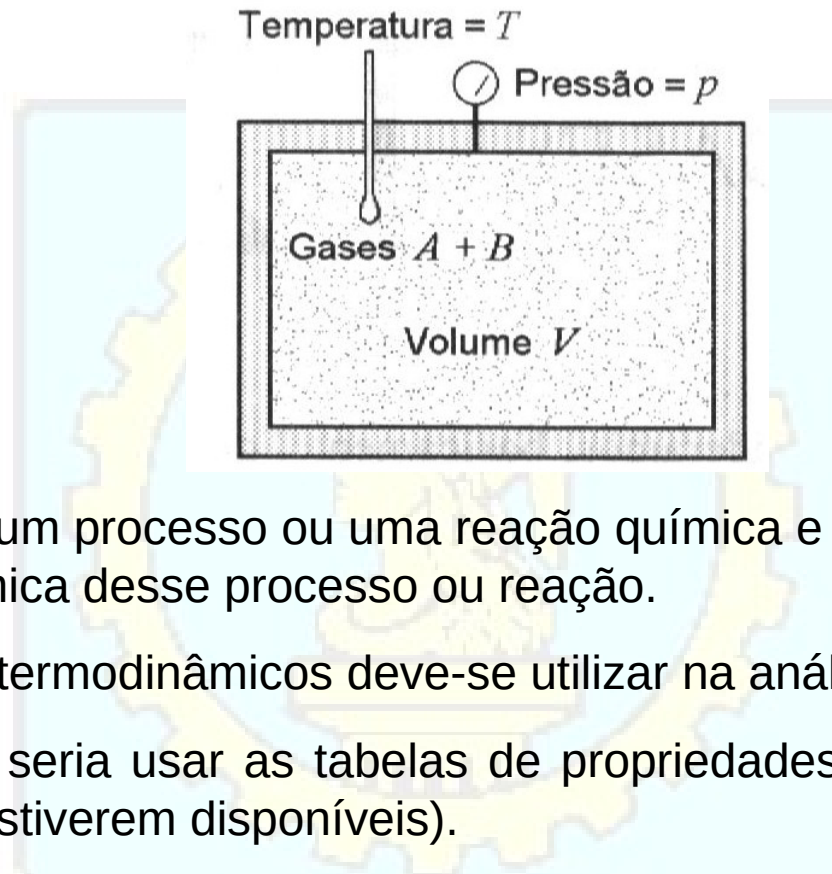 Temperatura = T
Pressão = p
Gases A + B
Volume V
um processo ou uma reação química e
mica desse processo ou reação.
termodinâmicos deve-se utilizar na anál
seria usar as tabelas de propriedades
stiverem disponíveis).